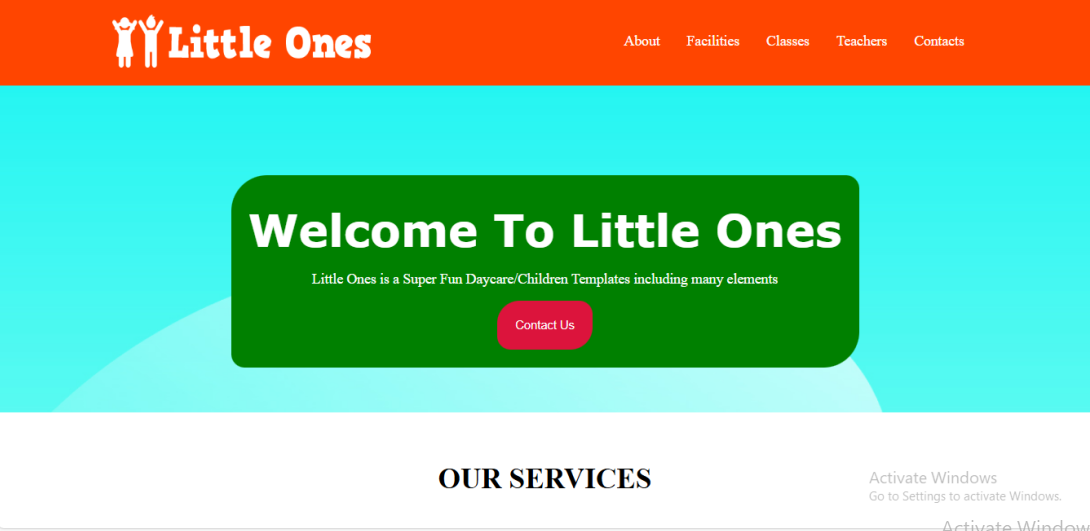 Little Ones
About Facilities Classes Teachers Contacts
Welcome To Little Ones
Little Ones is a Super Fun Daycare/Children Templates including many elements
Contact Us
OUR SERVICES
Activate Windows
Go to Settings to activate Windows.
Activate Window